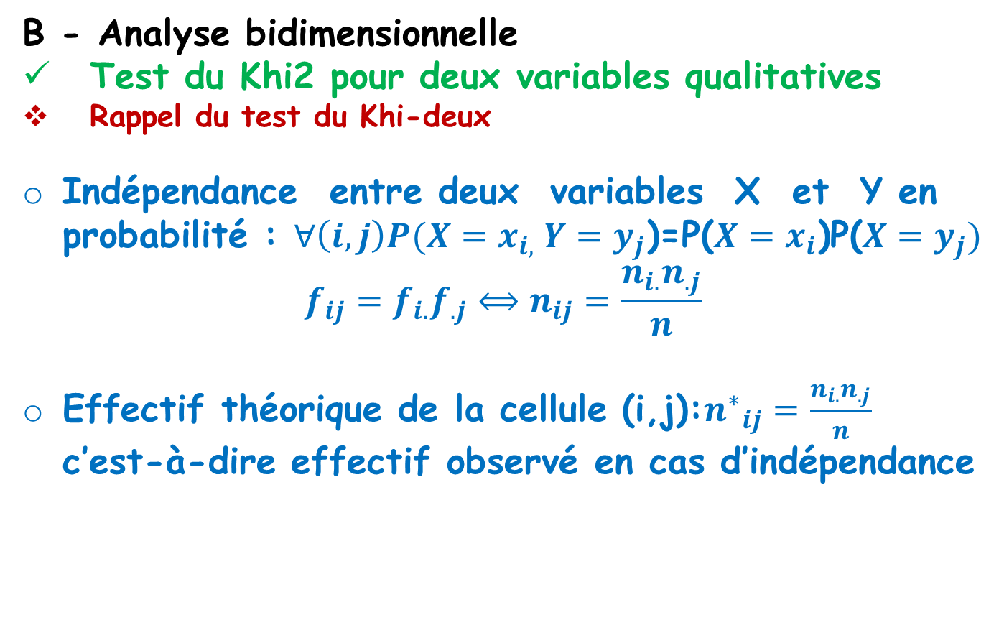 B - Analyse bidimensionnelle
✓ Test du Khi2 pour deux variables qualitatives
❖ Rappel du test du Khi-deux
o Indépendance entre deux variables X et Y en
probabilité : ∀(i,j)P(X = x_{i,} Y = y_j)=P(X = x_i)P(X = y_j)
f_{ij} = f_{i.}f_{.j} ⟺ n_{ij} = \frac{n_{i.}n_{.j}}{n}
o Effectif théorique de la cellule (i,j):n^*_{ij} = \frac{n_{i.}n_{.j}}{n}
c’est-à-dire effectif observé en cas d’indépendance